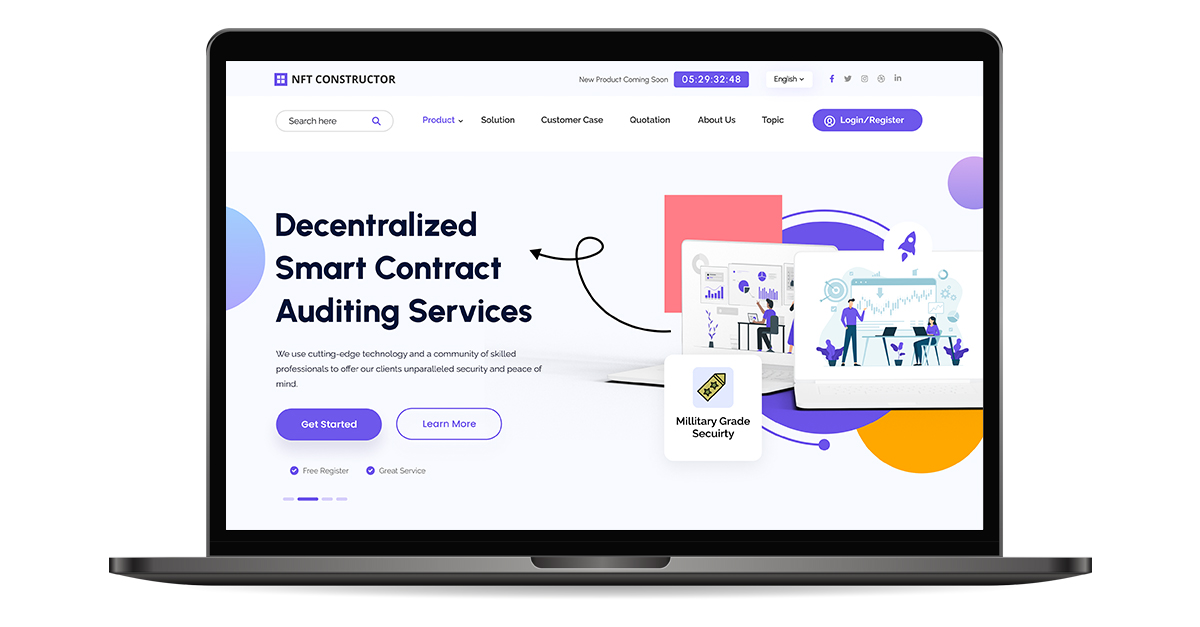 NFT CONSTRUCTOR
New Product Coming Soon 05:29:32:48 English
Search here Product Solution Customer Case Quotation About Us Topic Login/Register
Decentralized
Smart Contract
Auditing Services
We use cutting-edge technology and a community of skilled
professionals to offer our clients unparalleled security and peace of
mind.
Get Started Learn More
Free Register Great Service
Millitary Grade
Secuirty